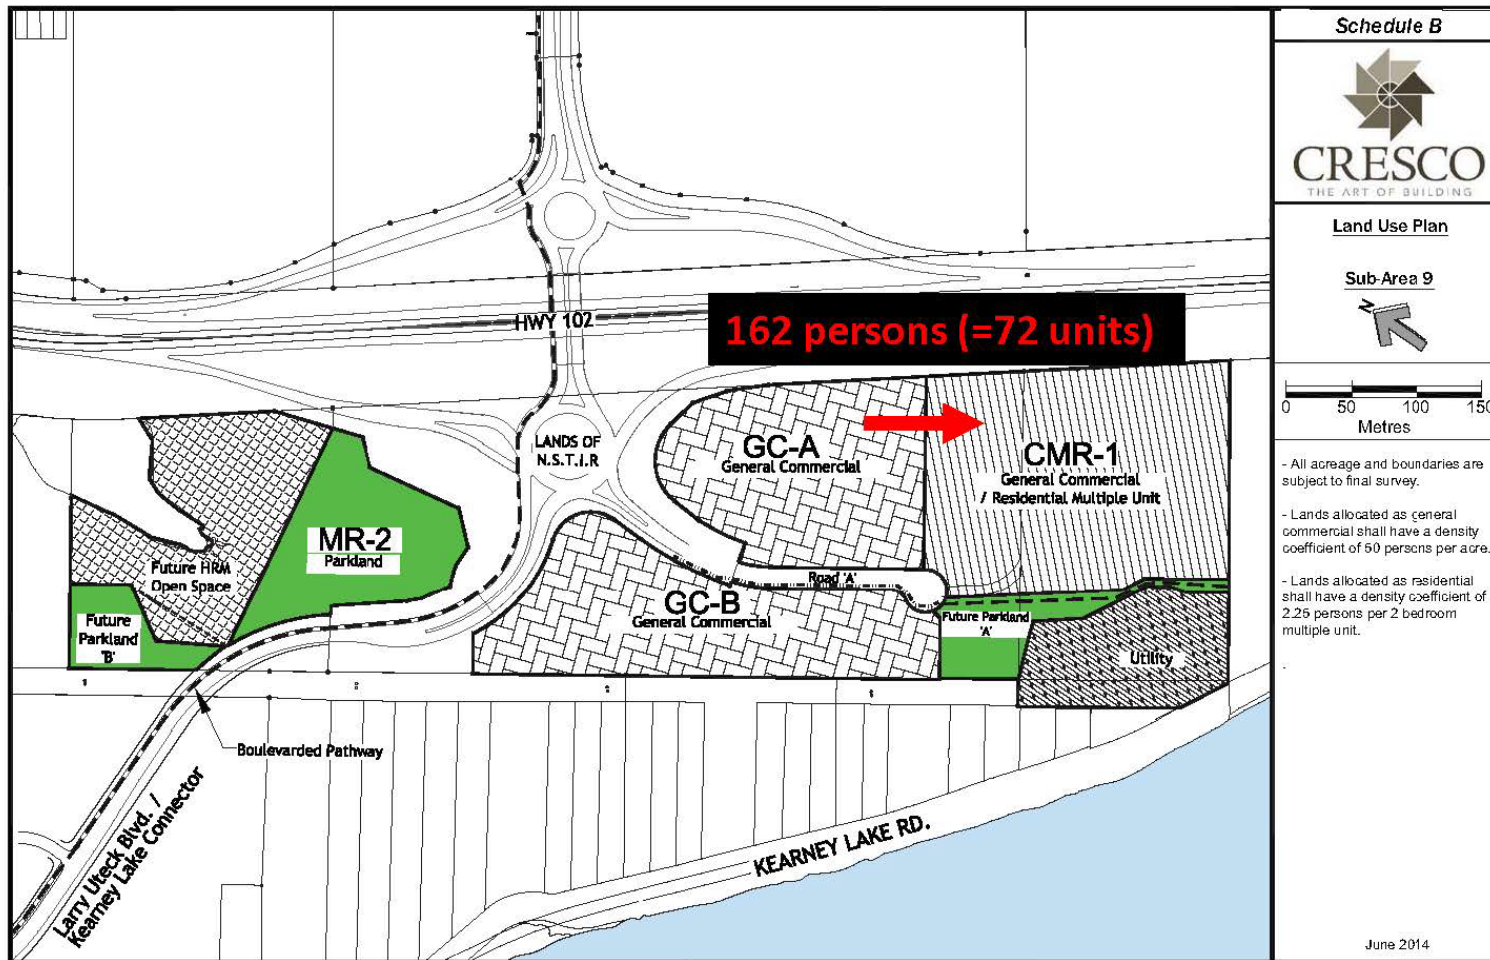 Schedule B
CRESCO
THE ART OF BUILDING
Land Use Plan
Sub-Area 9
N
0 50 100 150
Metres
- All acreage and boundaries are
subject to final survey.
- Lands allocated as general
commercial shall have a density
coefficient of 50 persons per acre.
- Lands allocated as residential
shall have a density coefficient of
2.25 persons per 2 bedroom
multiple unit.
June 2014
HWY 102
162 persons (=72 units)
LANDS OF
N.S.T.I.R
GC-A
General Commercial
CMR-1
General Commercial
/ Residential Multiple Unit
MR-2
Parkland
Future HRM
Open Space
Future
Parkland
'B'
Road 'A'
GC-B
General Commercial
Future Parkland
'A'
Utility
Boulevarded Pathway
Larry Uteck Blvd. /
Kearney Lake Connector
KEARNEY LAKE RD.